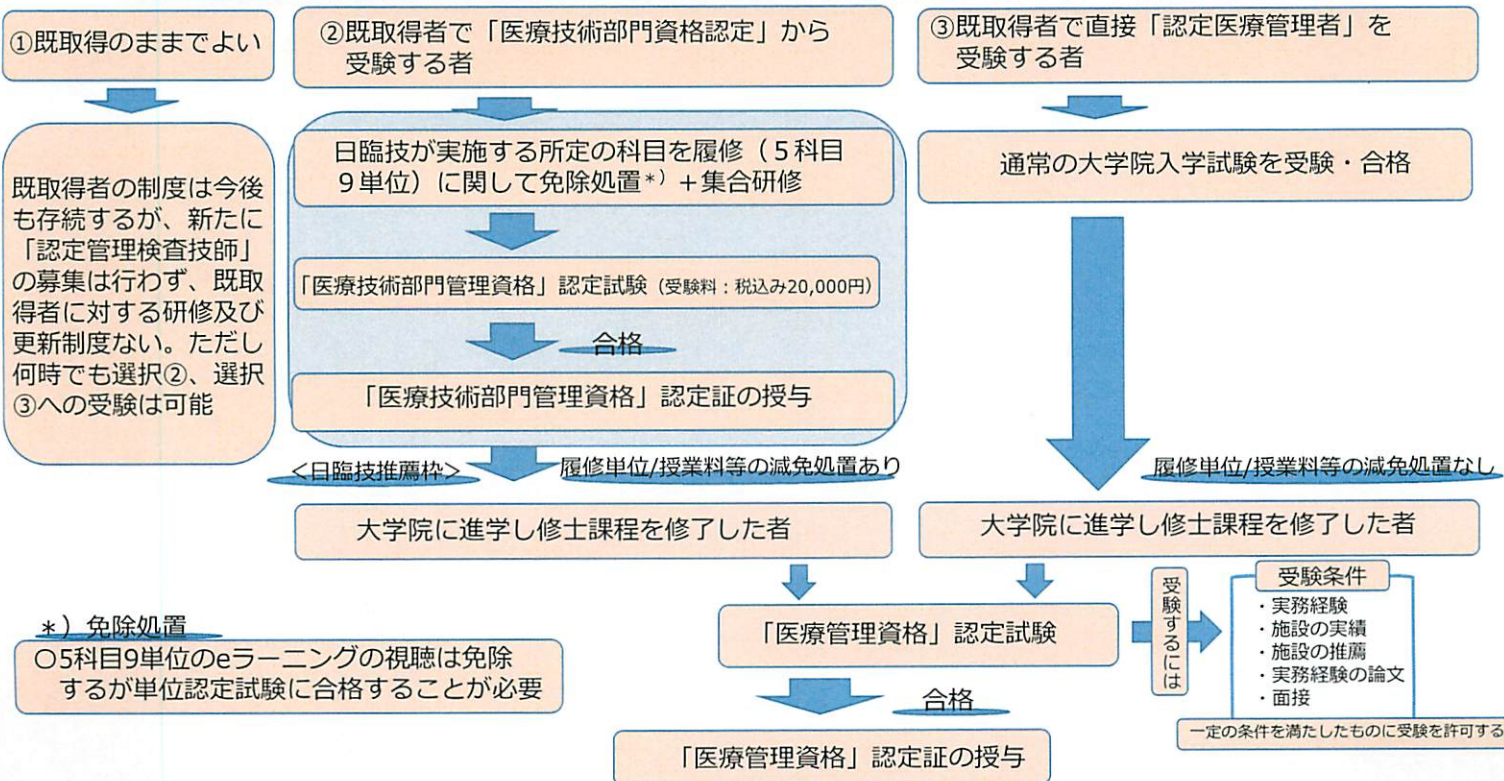 ①既取得のままでよい
既取得者の制度は今後
も存続するが、新たに
「認定管理検査技師」
の募集は行わず、既取
得者に対する研修及び
更新制度ない。ただし
何時でも選択②、選択
③への受験は可能
②既取得者で「医療技術部門資格認定」から
受験する者
日臨技が実施する所定の科目を履修（５科目
９単位）に関して免除処置*）＋集合研修
「医療技術部門管理資格」認定試験（受験料：税込み20,000円）
合格
「医療技術部門管理資格」認定証の授与
＜日臨技推薦枠＞
履修単位/授業料等の減免処置あり
大学院に進学し修士課程を修了した者
③既取得者で直接「認定医療管理者」を
受験する者
通常の大学院入学試験を受験・合格
履修単位/授業料等の減免処置なし
大学院に進学し修士課程を修了した者
「医療管理資格」認定試験
受験するには
受験条件
・実務経験
・施設の実績
・施設の推薦
・実務経験の論文
・面接
一定の条件を満たしたものに受験を許可する
合格
「医療管理資格」認定証の授与
*）免除処置
〇5科目9単位のeラーニングの視聴は免除
するが単位認定試験に合格することが必要